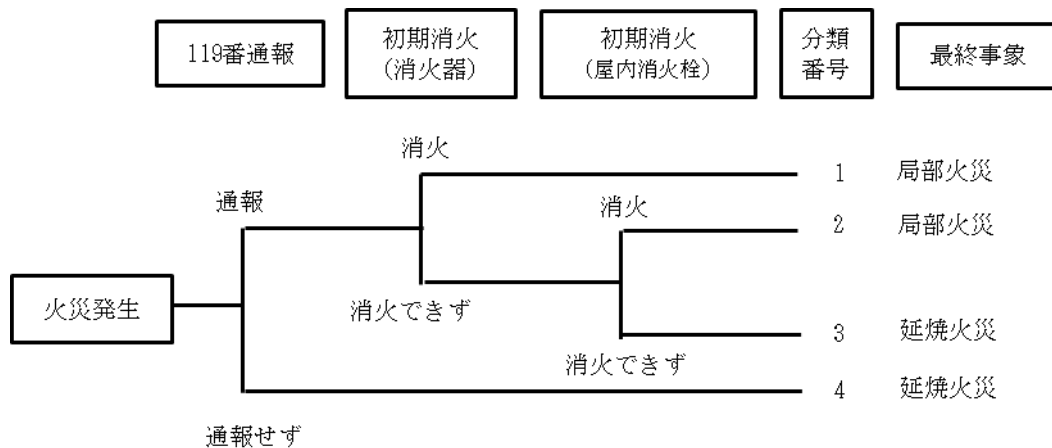 119番通報
初期消火
(消火器)
初期消火
(屋内消火栓)
分類
番号
最終事象
消火
1
局部火災
通報
消火
2
局部火災
火災発生
消火できず
3
延焼火災
消火できず
4
延焼火災
通報せず